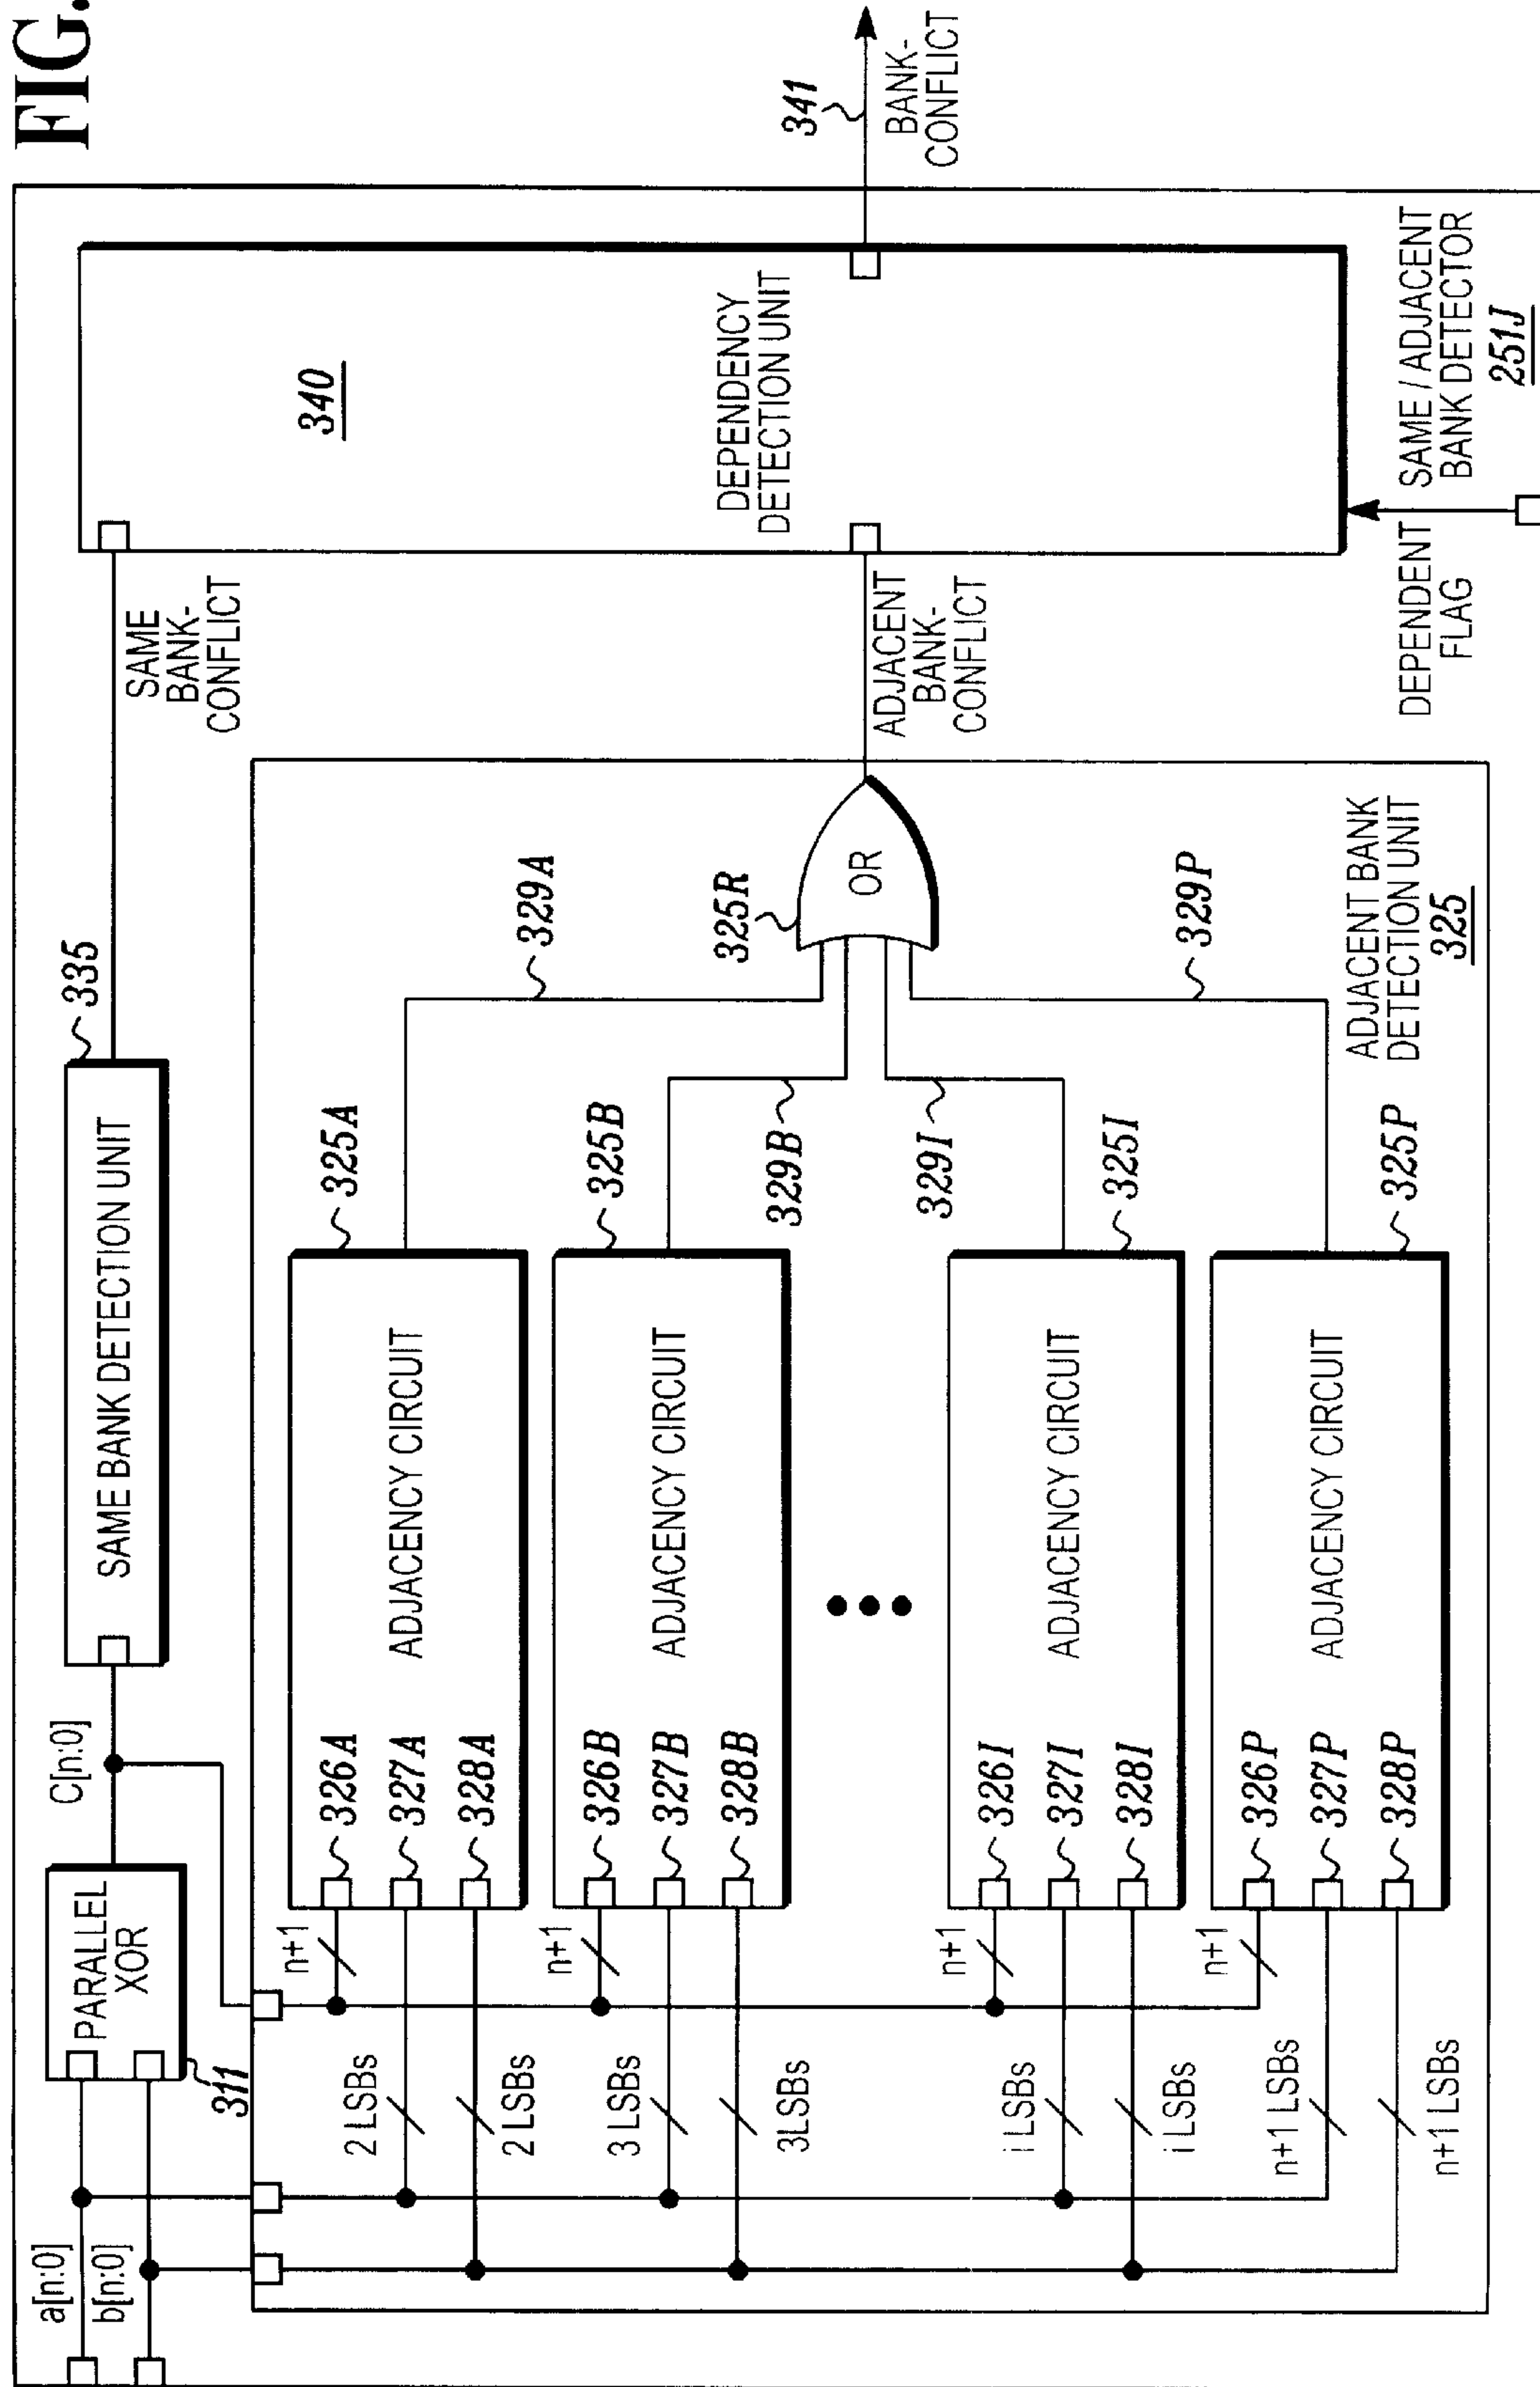 FIG.
a[n:0]
b[n:0]
PARALLEL
XOR
311
C[n:0]
SAME BANK DETECTION UNIT
335
SAME
BANK-
CONFLICT
340
DEPENDENCY
DETECTION UNIT
341
BANK-
CONFLICT
2 LSBs
2 LSBs
n+1
326A
327A
328A
ADJACENCY CIRCUIT
325A
329A
3 LSBs
3LSBs
n+1
326B
327B
328B
ADJACENCY CIRCUIT
325B
329B
325R
OR
ADJACENT
BANK-
CONFLICT
i LSBs
i LSBs
n+1
326I
327I
328I
ADJACENCY CIRCUIT
325I
329I
n+1 LSBs
n+1 LSBs
n+1
326P
327P
328P
ADJACENCY CIRCUIT
325P
329P
ADJACENT BANK
DETECTION UNIT
325
DEPENDENT
FLAG
SAME / ADJACENT
BANK DETECTOR
251J